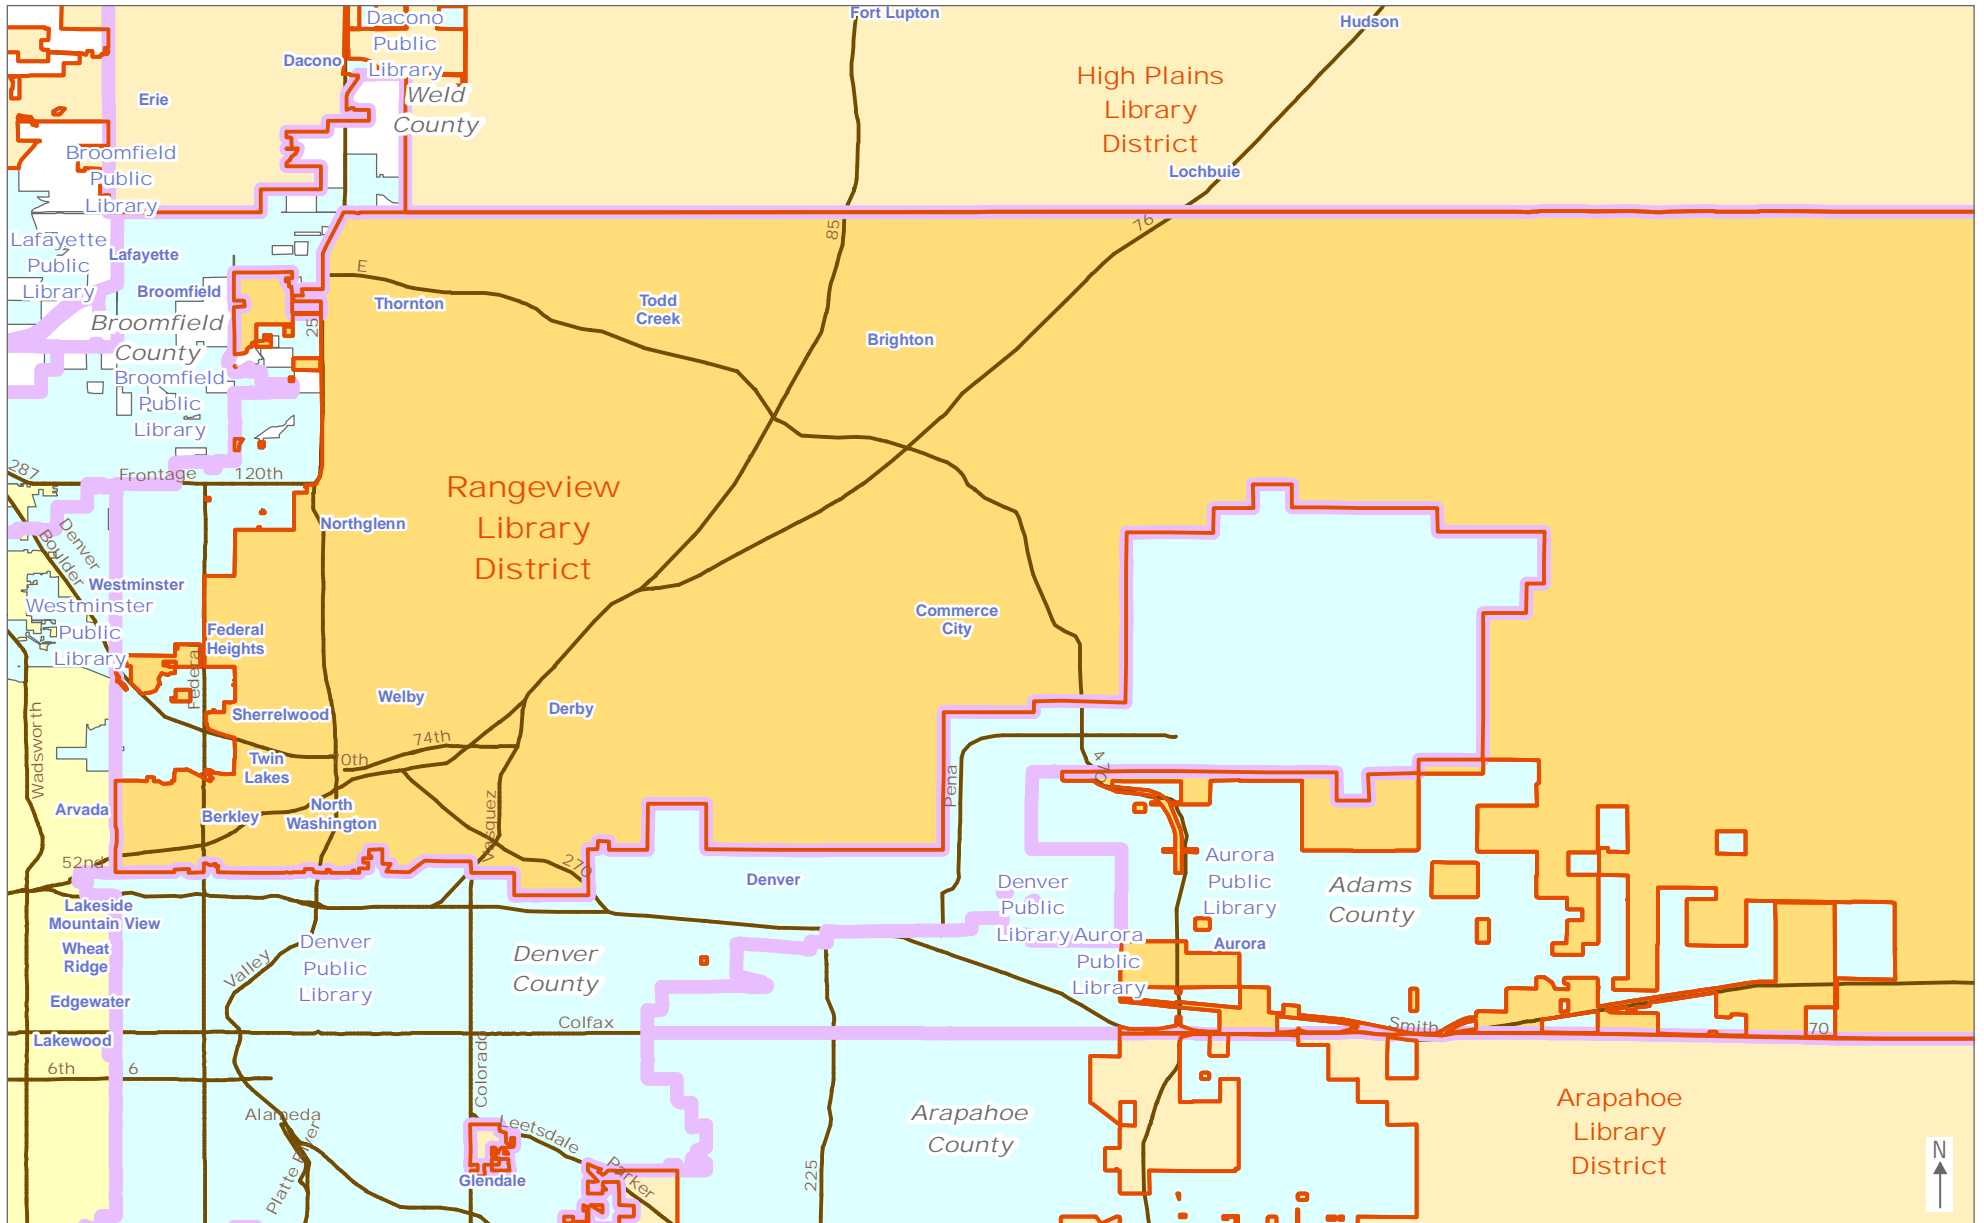 Fort Lupton
Hudson
Dacono
Public
Library
Dacono
High Plains
Library
District
Weld
County
Erie
Broomfield
Public
Library
Lochbuie
Lafayette
Public
Library
Lafayette
85
76
E
Broomfield
Thornton
Todd
Creek
Brighton
Broomfield
County
25
Broomfield
Public
Library
287
Frontage
120th
Rangeview
Library
District
Northglenn
Denver
Boulder
Westminster
Westminster
Public
Library
Federal
Heights
Federal
Commerce
City
Welby
Derby
Sherrelwood
74th
70th
Twin
Lakes
Wadsworth
Pena
470
Arvada
Berkley
North
Washington
Vasquez
52nd
270
Denver
Aurora
Public
Library
Adams
County
Denver
Public
Library
Lakeside
Mountain View
Wheat
Ridge
Aurora
Public
Library
Aurora
Denver
Public
Library
Denver
County
Valley
Edgewater
Colfax
Smith
70
Lakewood
6th
6
Colorado
Alameda
Leetsdale
Arapahoe
County
Arapahoe
Library
District
Platte River
Parker
Glendale
225
N